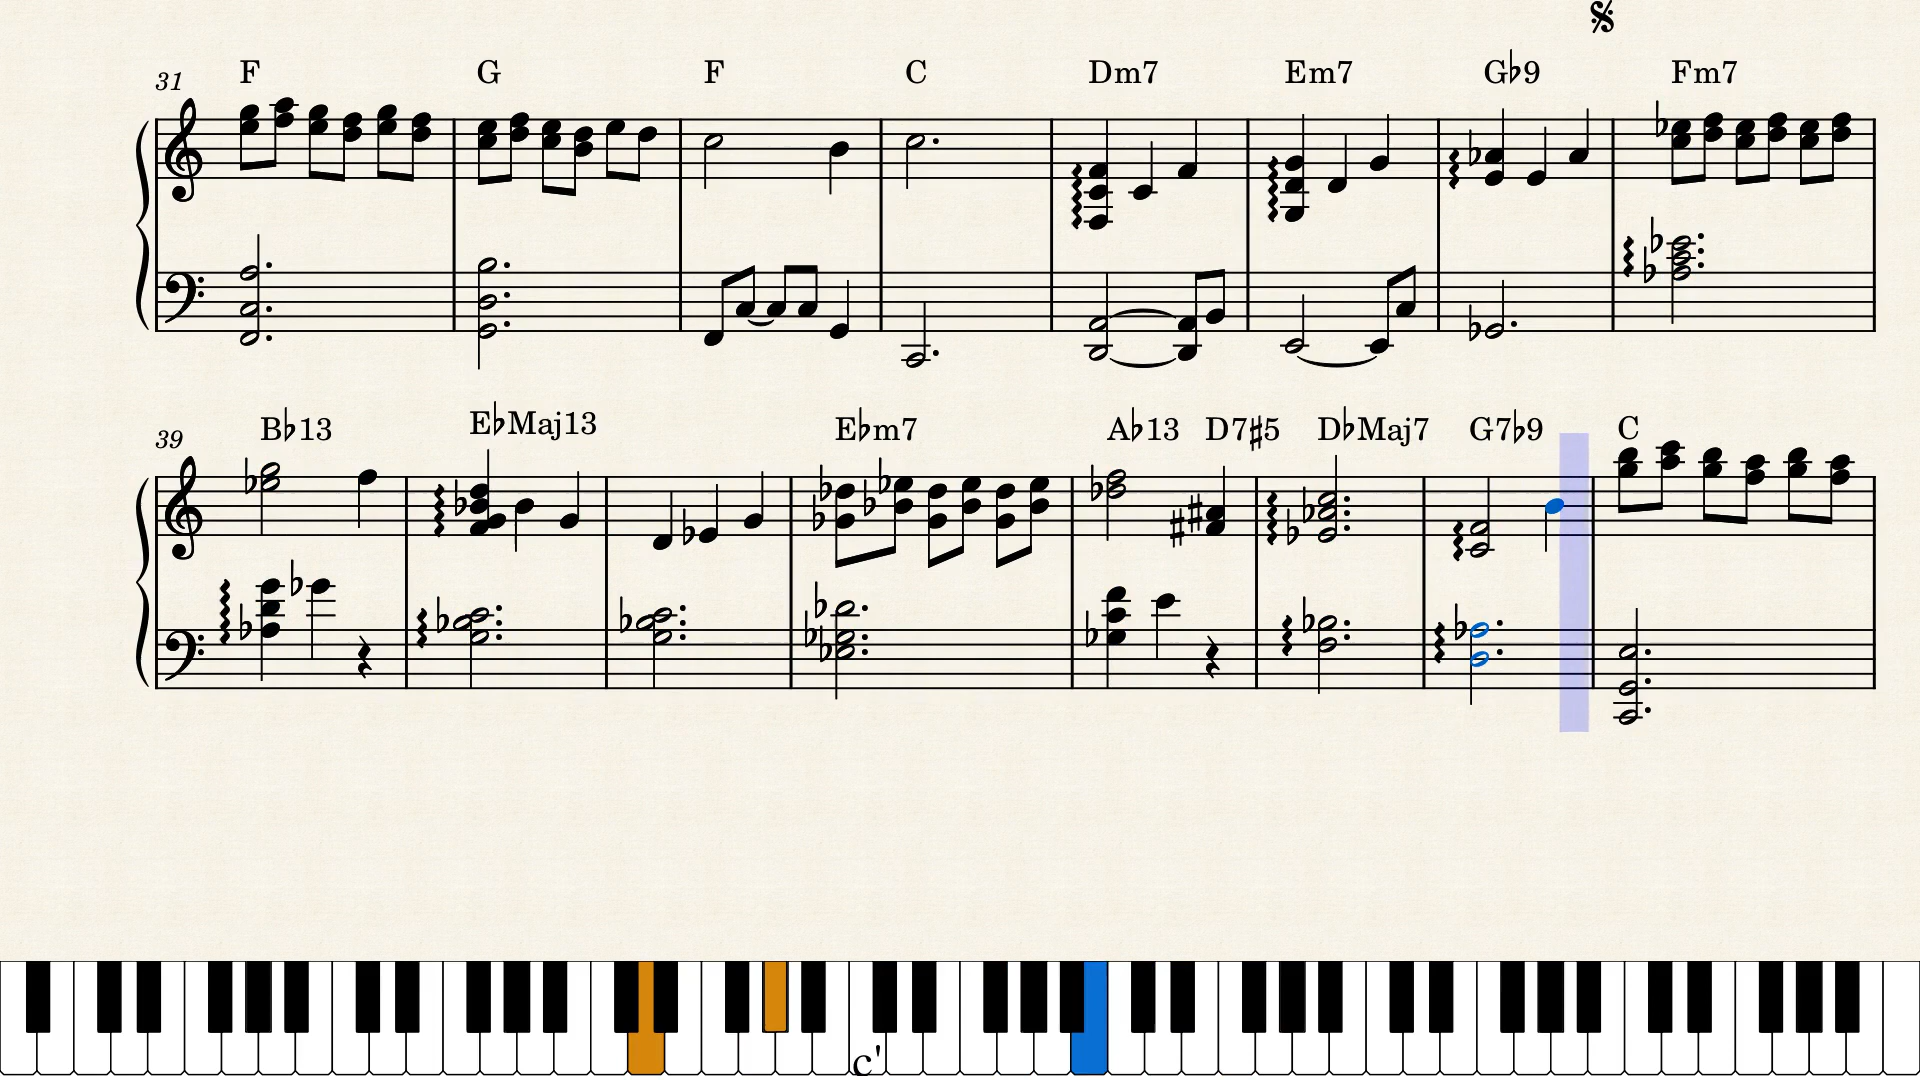 31 F G F C Dm7 Em7 G♭9 Fm7
39 B♭13 E♭Maj13 E♭m7 A♭13 D7♯5 D♭Maj7 G7♭9 C
c'